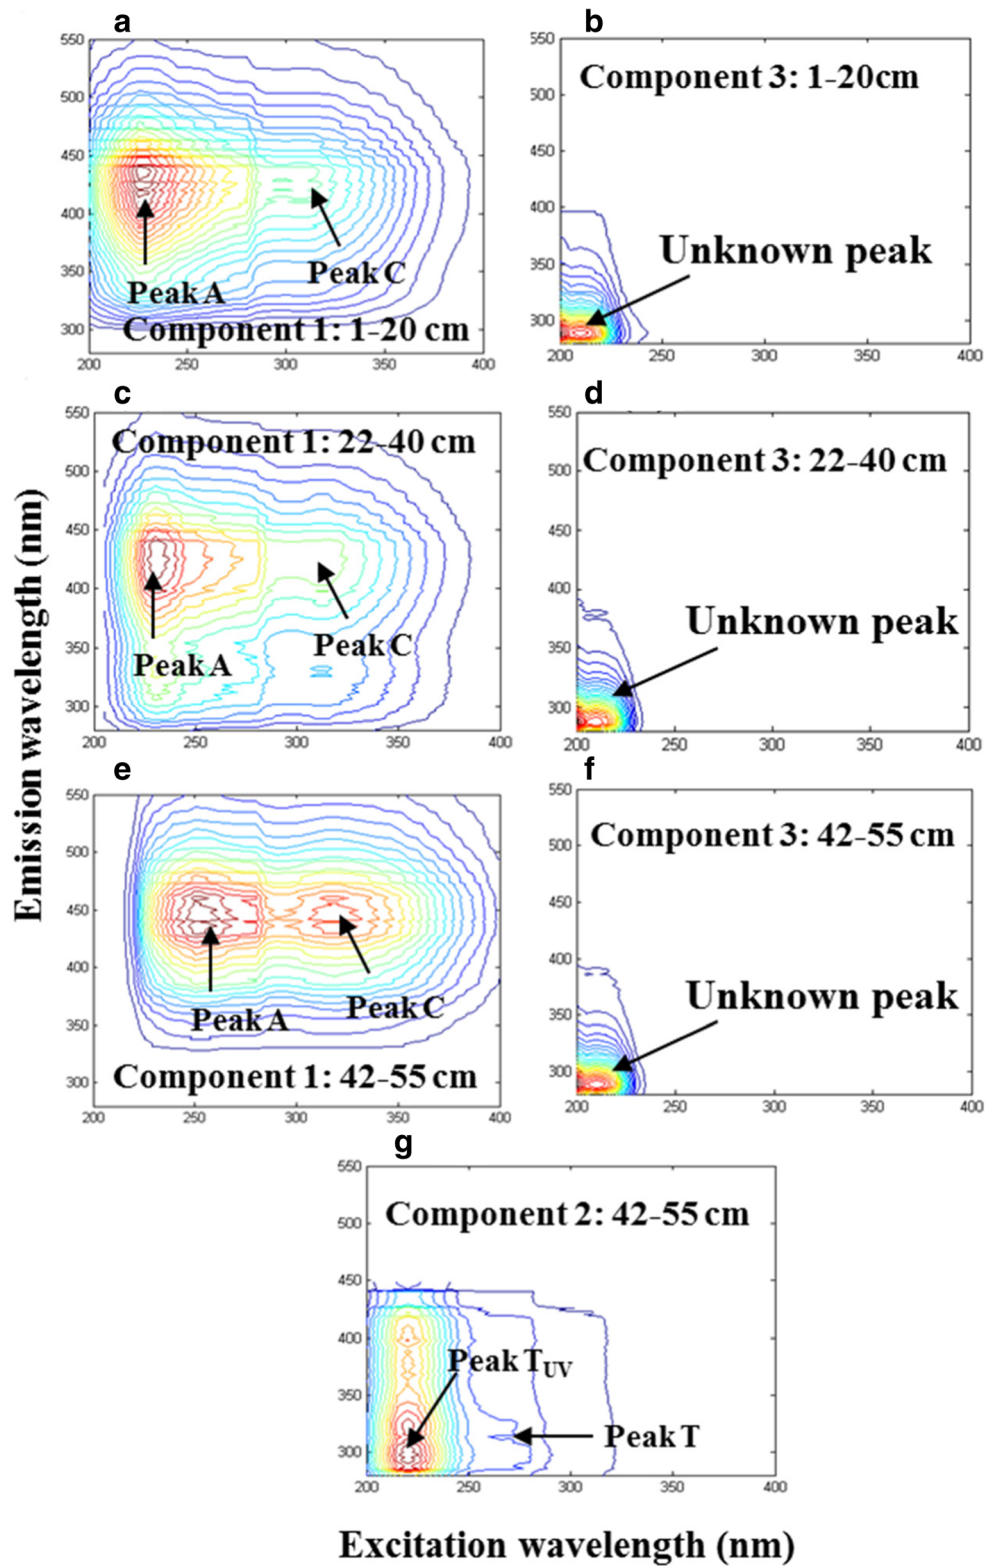 a
b
550
500
450
400
350
300
200
250
300
350
400
Peak A
Peak C
Component 1: 1-20 cm
550
500
450
400
350
300
200
250
300
350
400
Component 3: 1-20cm
Unknown peak
c
d
550
500
450
400
350
300
200
250
300
350
400
Component 1: 22-40 cm
Peak A
Peak C
550
500
450
400
350
300
200
250
300
350
400
Component 3: 22-40 cm
Unknown peak
e
f
550
500
450
400
350
300
200
250
300
350
400
Peak A
Peak C
Component 1: 42-55 cm
550
500
450
400
350
300
200
250
300
350
400
Component 3: 42-55 cm
Unknown peak
g
550
500
450
400
350
300
200
250
300
350
400
Component 2: 42-55 cm
Peak TUV
Peak T
Emission wavelength (nm)
Excitation wavelength (nm)